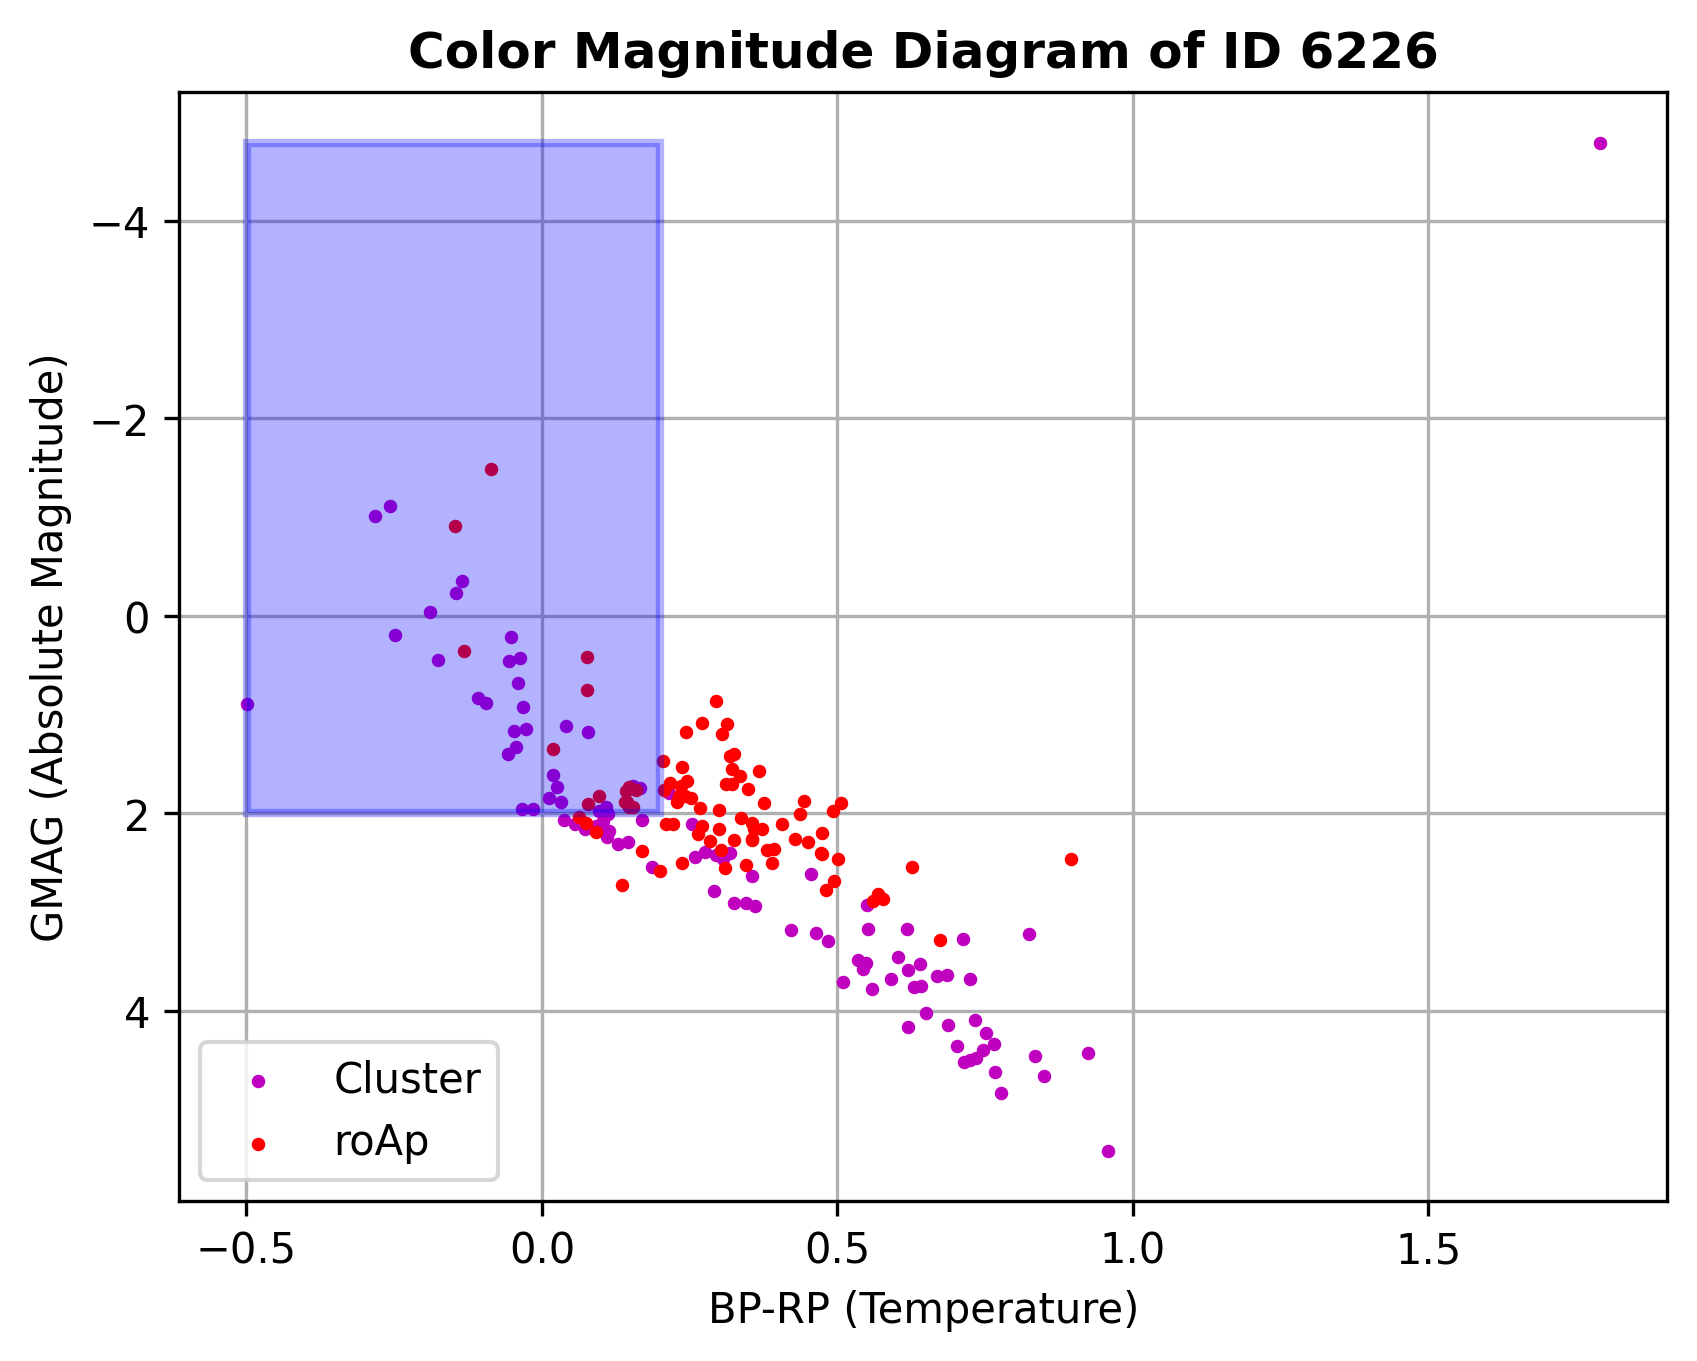 Color Magnitude Diagram of ID 6226
GMAG (Absolute Magnitude)
−4
−2
0
2
4
Cluster
roAp
−0.5 0.0 0.5 1.0 1.5
BP-RP (Temperature)